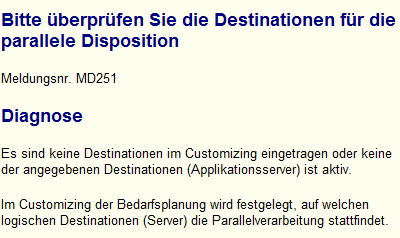 Bitte überprüfen Sie die Destinationen für die
parallele Disposition
Meldungsnr. MD251
Diagnose
Es sind keine Destinationen im Customizing eingetragen oder keine
der angegebenen Destinationen (Applikationsserver) ist aktiv.
Im Customizing der Bedarfsplanung wird festgelegt, auf welchen
logischen Destinationen (Server) die Parallelverarbeitung stattfindet.